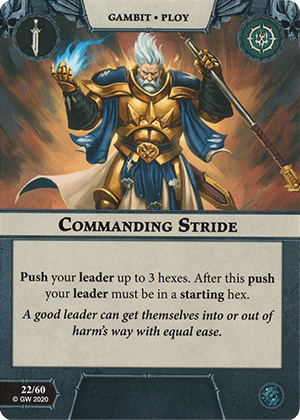 GAMBIT • PLOY
COMMANDING STRIDE
Push your leader up to 3 hexes. After this push
your leader must be in a starting hex.
A good leader can get themselves into or out of
harm's way with equal ease.
22/60
© GW 2020